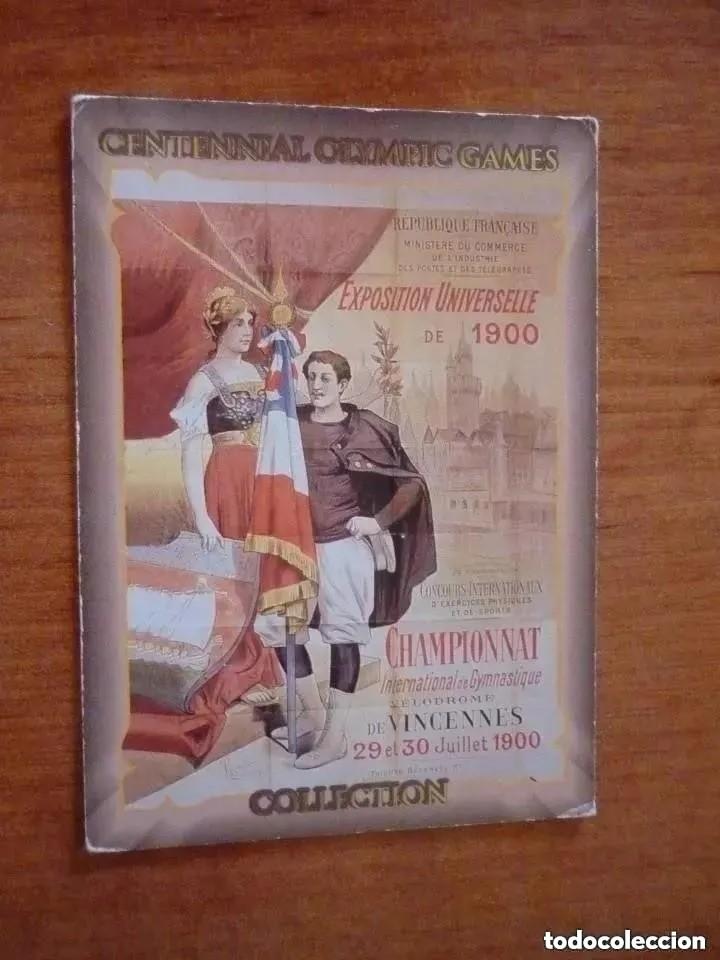 CENTENNIAL OLYMPIC GAMES
RÉPUBLIQUE FRANÇAISE
MINISTERE DU COMMERCE
DE L'INDUSTRIE
DES POSTES ET DES TÉLÉGRAPHES
EXPOSITION UNIVERSELLE
DE 1900
CONCOURS INTERNATIONAUX
D'EXERCICES PHYSIQUES
ET DE SPORTS
CHAMPIONNAT
International de Gymnastique
VÉLODROME
DE VINCENNES
29 et 30 Juillet 1900
COLLECTION
todocoleccion